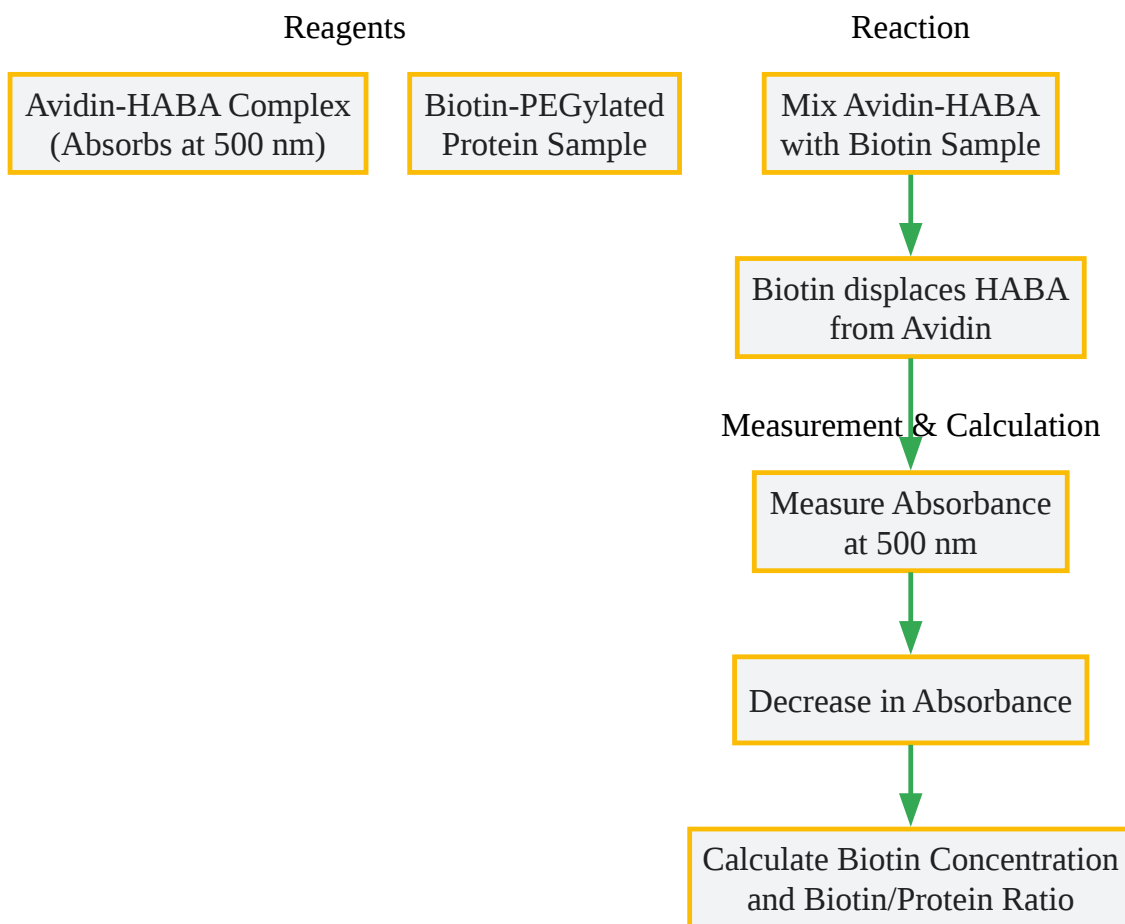 Reagents
Reaction
Avidin-HABA Complex
(Absorbs at 500 nm)
Biotin-PEGylated
Protein Sample
Mix Avidin-HABA
with Biotin Sample
Biotin displaces HABA
from Avidin
Measurement & Calculation
Measure Absorbance
at 500 nm
Decrease in Absorbance
Calculate Biotin Concentration
and Biotin/Protein Ratio